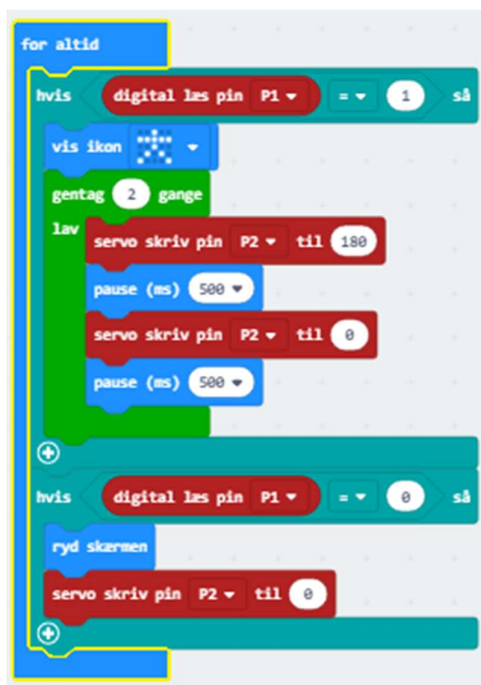 for altid
hvis digital læs pin P1 = 1 så
vis ikon
gentag 2 gange
lav
servo skriv pin P2 til 180
pause (ms) 500
servo skriv pin P2 til 0
pause (ms) 500
hvis digital læs pin P1 = 0 så
ryd skærmen
servo skriv pin P2 til 0